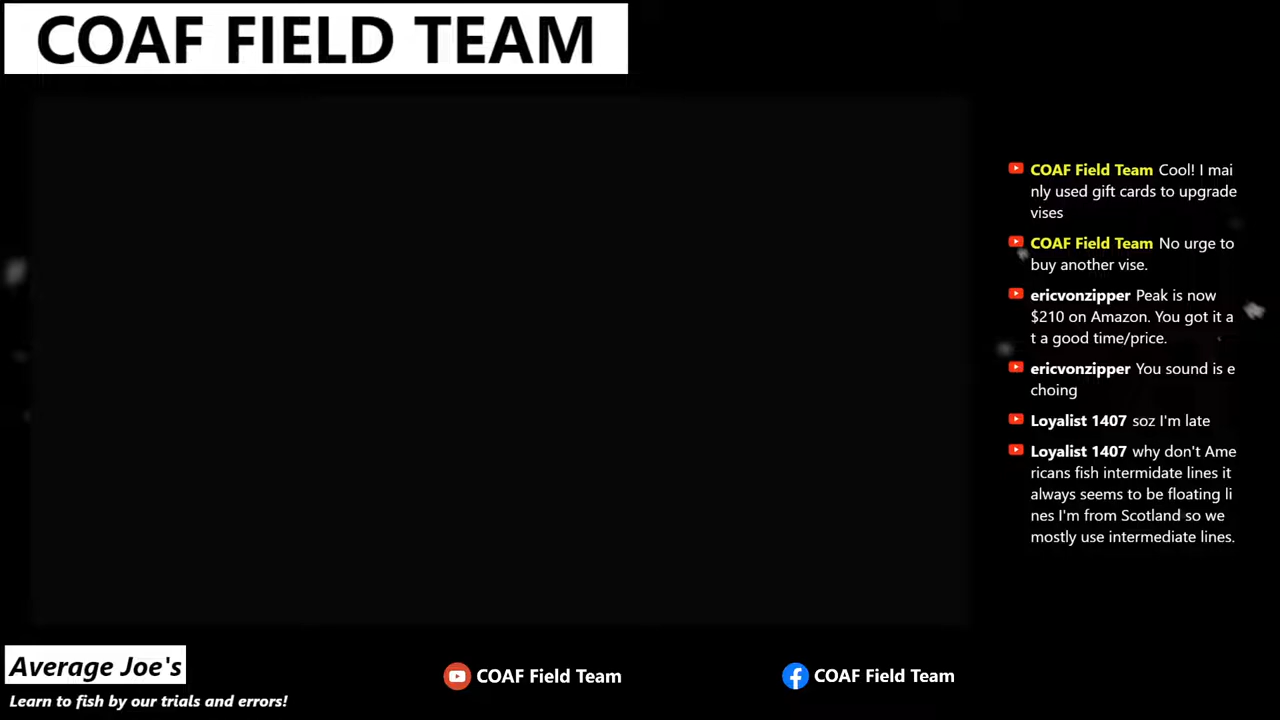 COAF FIELD TEAM
COAF Field Team Cool! I mai
nly used gift cards to upgrade
vises
COAF Field Team No urge to
buy another vise.
ericvonzipper Peak is now
$210 on Amazon. You got it a
t a good time/price.
ericvonzipper You sound is e
choing
Loyalist 1407 soz I'm late
Loyalist 1407 why don't Ame
ricans fish intermidate lines it
always seems to be floating li
nes I'm from Scotland so we
mostly use intermediate lines.
Average Joe's
Learn to fish by our trials and errors!
COAF Field Team
COAF Field Team